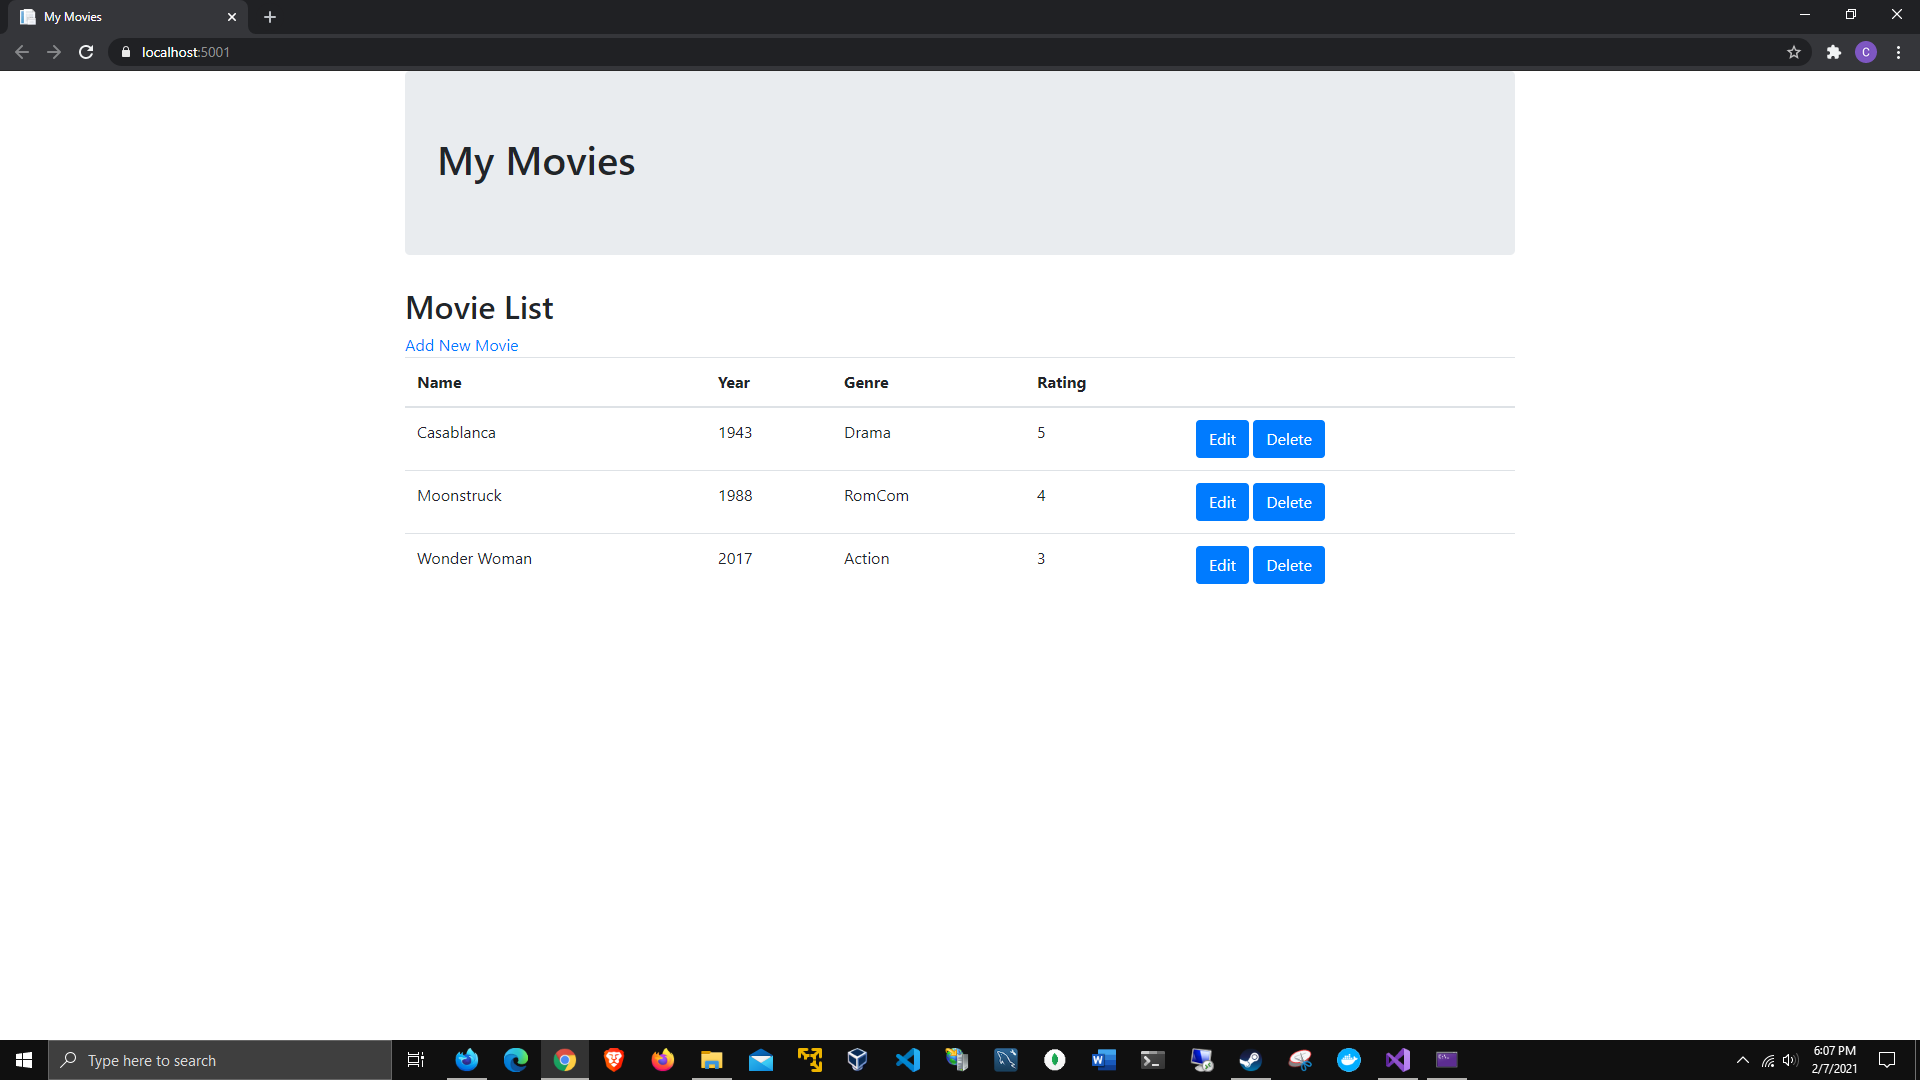 My Movies
localhost:5001
C
My Movies
Movie List
Add New Movie
Name Year Genre Rating
Casablanca 1943 Drama 5 Edit Delete
Moonstruck 1988 RomCom 4 Edit Delete
Wonder Woman 2017 Action 3 Edit Delete
Type here to search
6:07 PM
2/7/2021